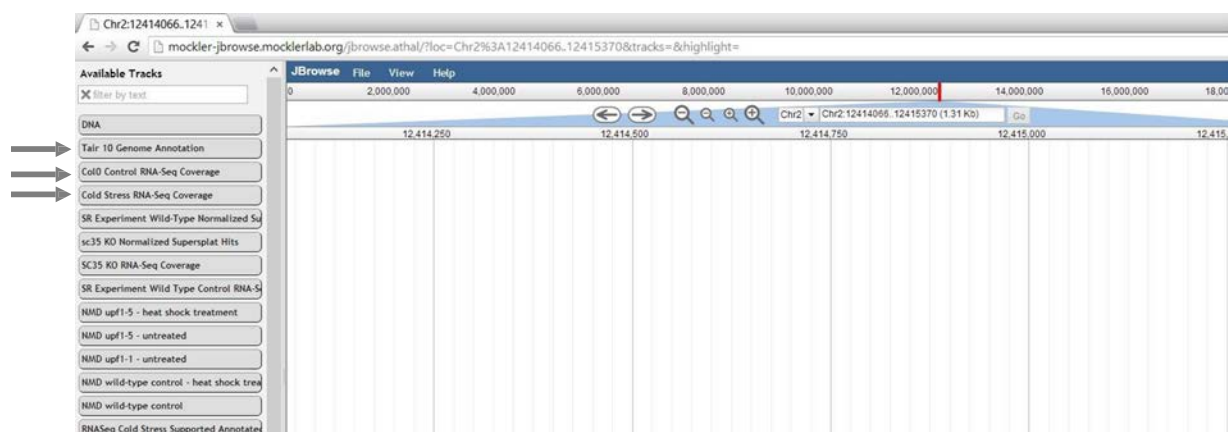 Chr2:12414066..1241 ×
mockler-jbrowse.mocklerlab.org/jbrowse.athal/?loc=Chr2%3A12414066..12415370&tracks=&highlight=
Available Tracks
JBrowse File View Help
filter by text
0 2,000,000 4,000,000 6,000,000 8,000,000 10,000,000 12,000,000 14,000,000 16,000,000 18,00
Chr2 Chr2:12414066..12415370 (1.31 Kb) Go
12,414,250 12,414,500 12,414,750 12,415,000 12,415,
DNA
Tair 10 Genome Annotation
Col0 Control RNA-Seq Coverage
Cold Stress RNA-Seq Coverage
SR Experiment Wild-Type Normalized Su
sc35 KO Normalized Supersplat Hits
SC35 KO RNA-Seq Coverage
SR Experiment Wild Type Control RNA-S
NMD upf1-5 - heat shock treatment
NMD upf1-5 - untreated
NMD upf1-1 - untreated
NMD wild-type control - heat shock trea
NMD wild-type control
RNASeq Cold Stress Supported Annotated